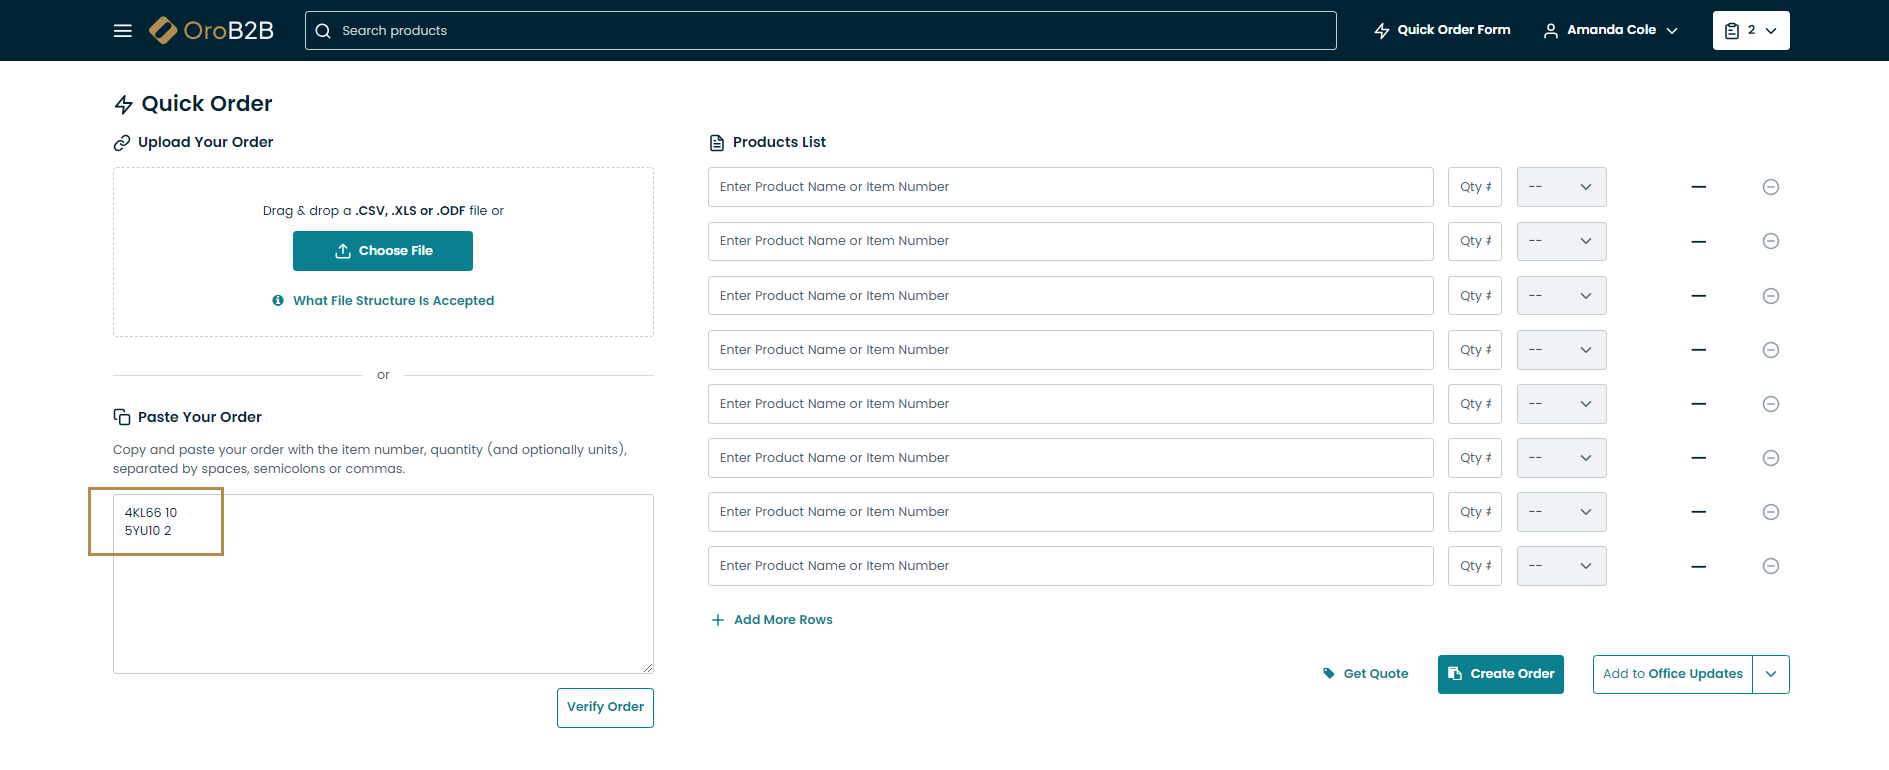 OroB2B
Search products
Quick Order Form
Amanda Cole
2
Quick Order
Upload Your Order
Drag & drop a .CSV, .XLS or .ODF file or
Choose File
What File Structure Is Accepted
or
Paste Your Order
Copy and paste your order with the item number, quantity (and optionally units),
separated by spaces, semicolons or commas.
4KL66 10
5YU10 2
Verify Order
Products List
Enter Product Name or Item Number Qty # --
Enter Product Name or Item Number Qty # --
Enter Product Name or Item Number Qty # --
Enter Product Name or Item Number Qty # --
Enter Product Name or Item Number Qty # --
Enter Product Name or Item Number Qty # --
Enter Product Name or Item Number Qty # --
Enter Product Name or Item Number Qty # --
Add More Rows
Get Quote
Create Order
Add to Office Updates